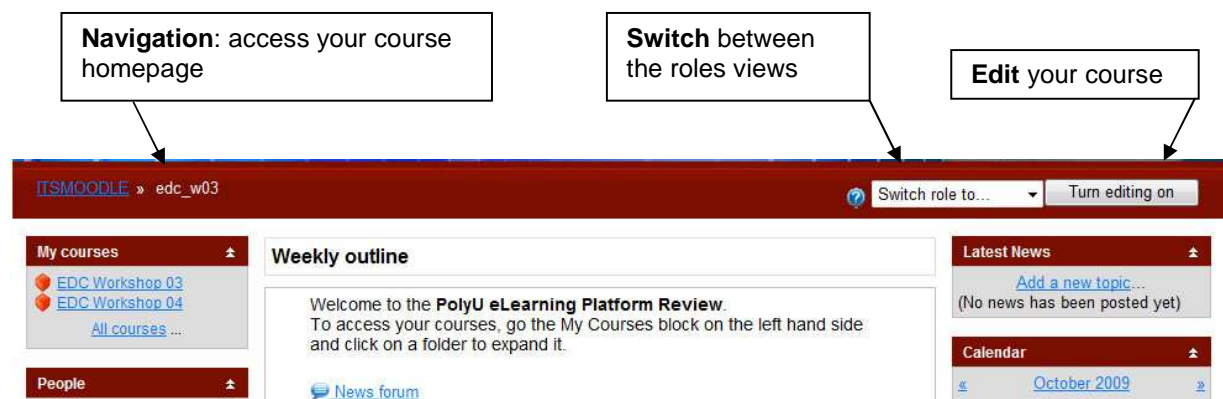 Navigation: access your course
homepage
Switch between
the roles views
Edit your course
ITSMOODLE » edc_w03
Switch role to...
Turn editing on
My courses
EDC Workshop 03
EDC Workshop 04
All courses ...
People
Weekly outline
Welcome to the PolyU eLearning Platform Review.
To access your courses, go the My Courses block on the left hand side
and click on a folder to expand it.
News forum
Latest News
Add a new topic...
(No news has been posted yet)
Calendar
« October 2009 »